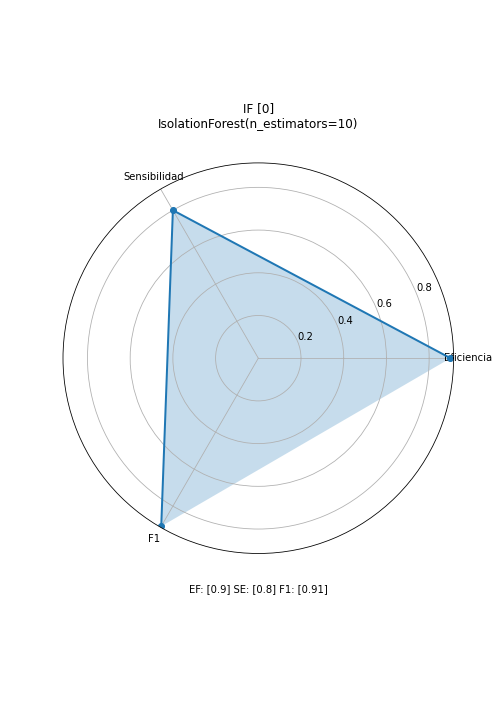 IF [0]
IsolationForest(n_estimators=10)
Sensibilidad
0.8
0.6
0.4
0.2
Eficiencia
F1
EF: [0.9] SE: [0.8] F1: [0.91]